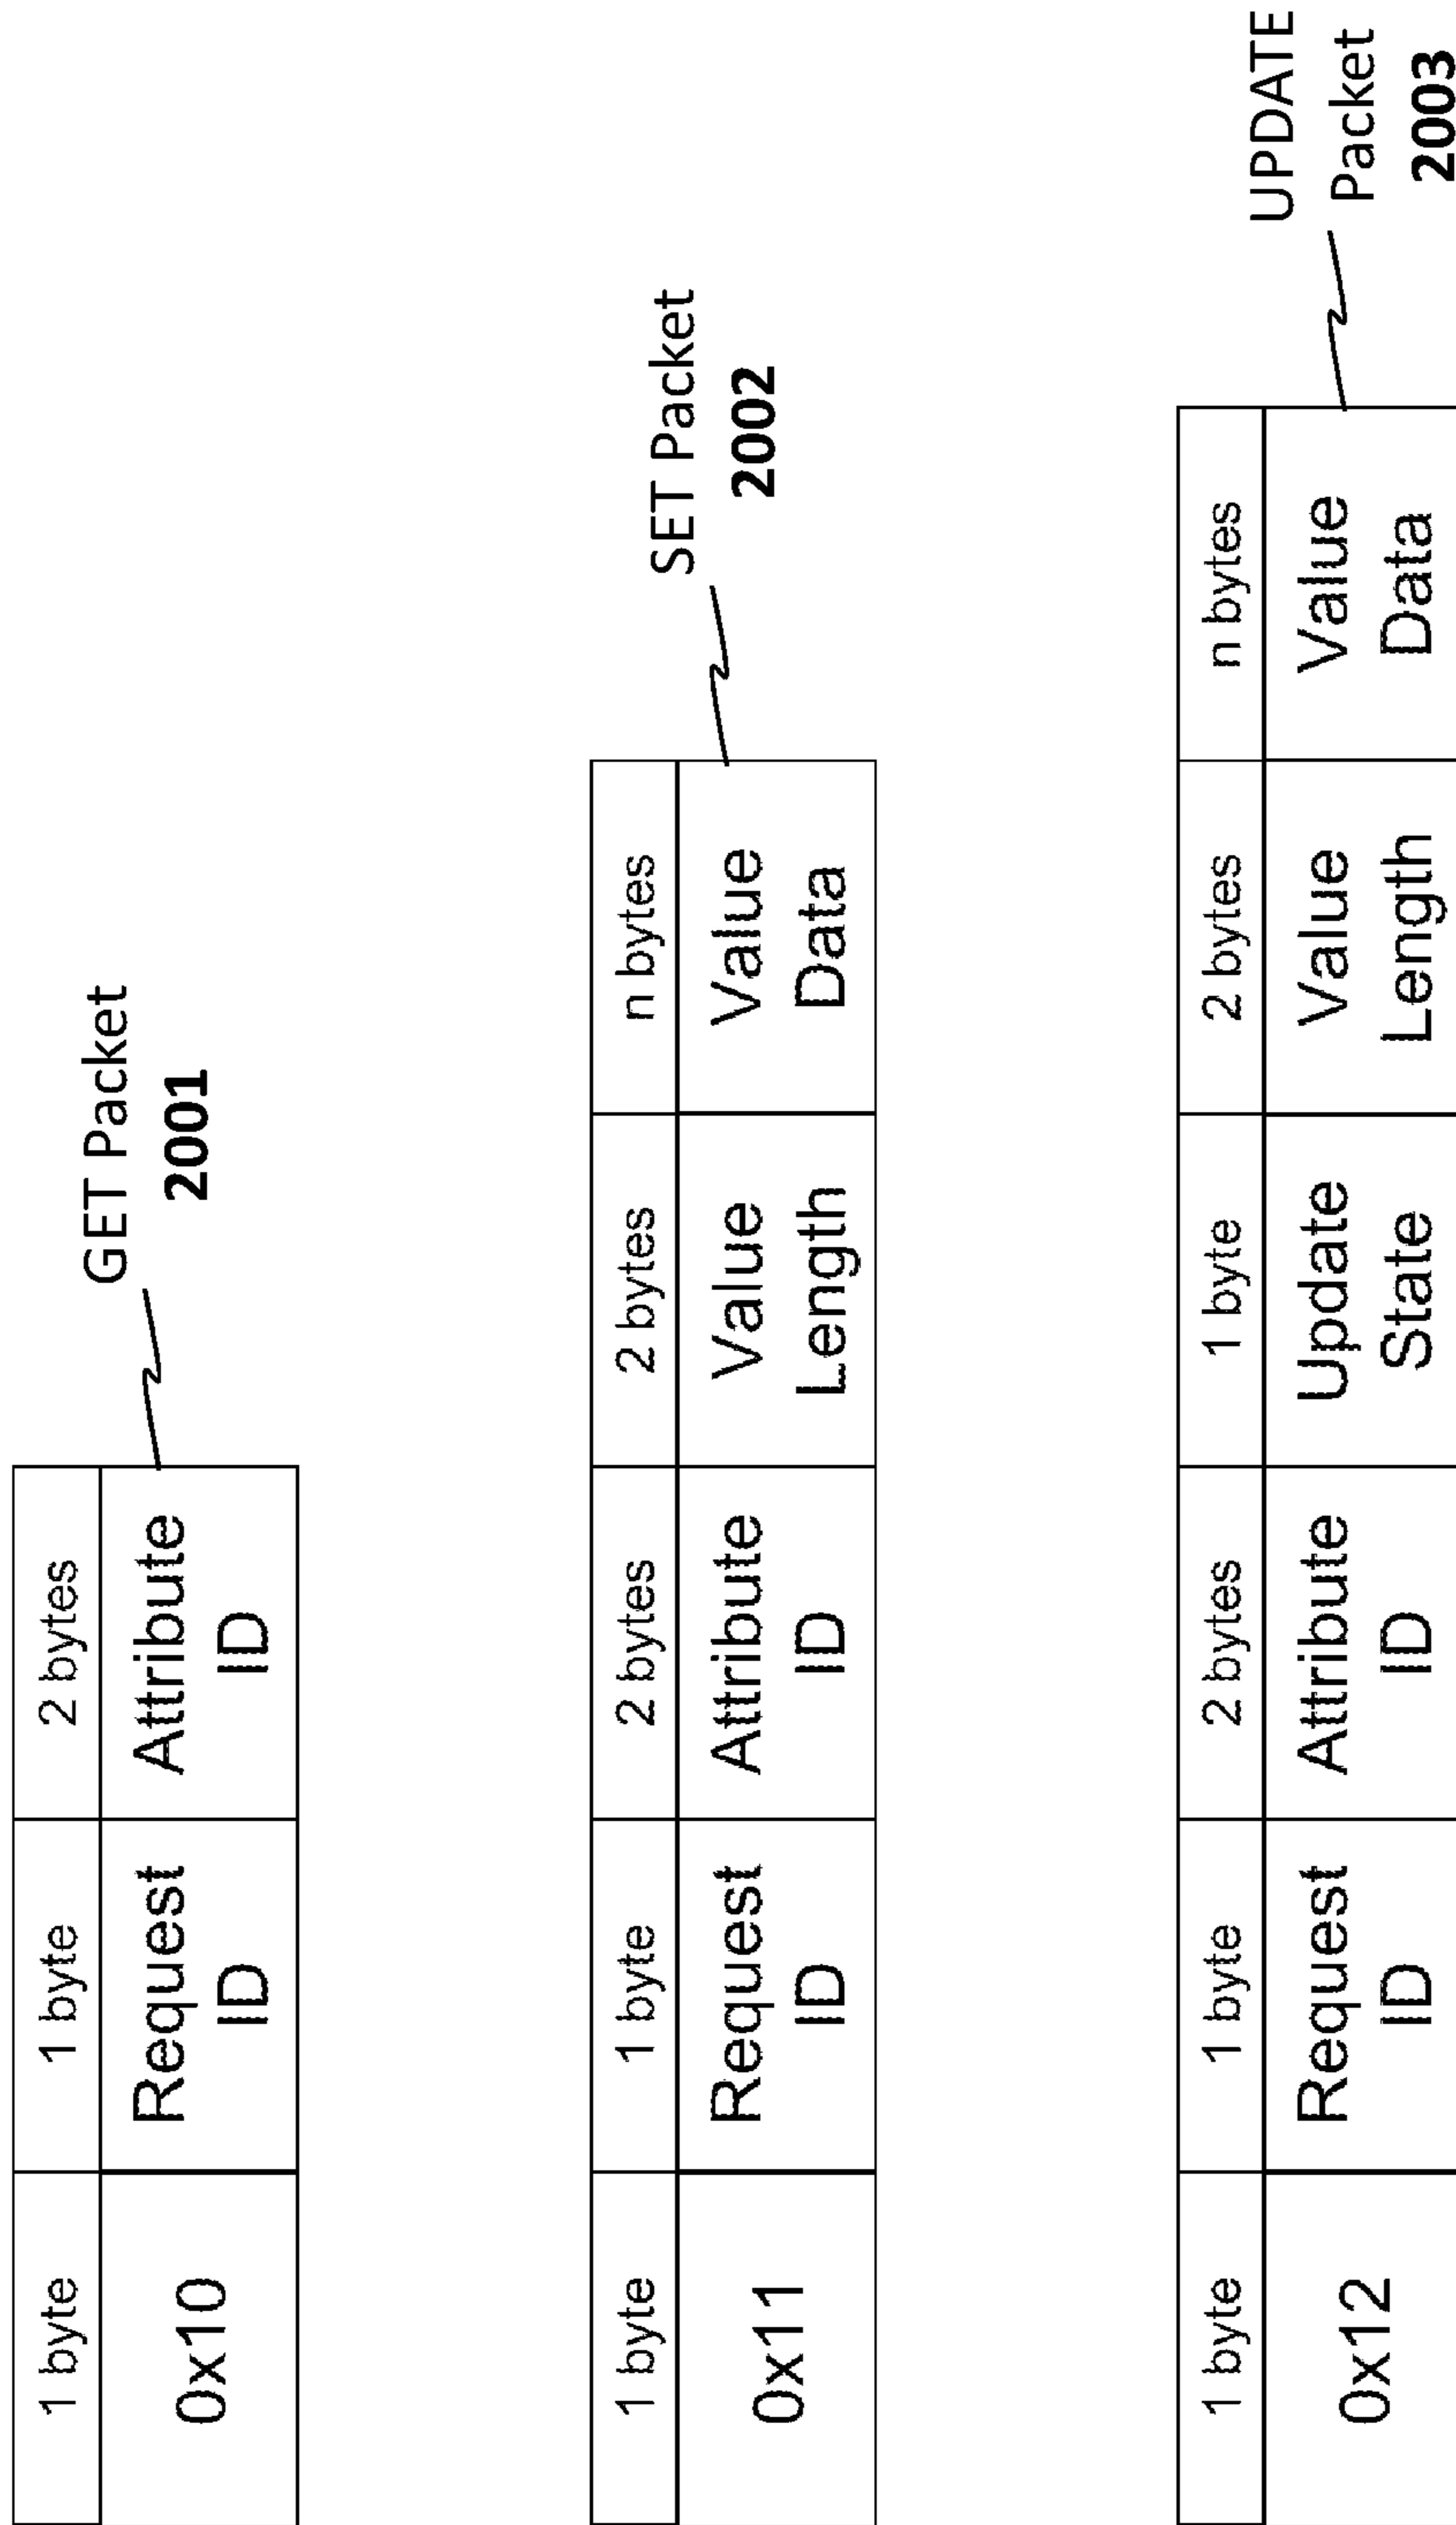 GET Packet
2001
1 byte 1 byte 2 bytes
0x10 Request ID Attribute ID
SET Packet
2002
1 byte 1 byte 2 bytes 2 bytes n bytes
0x11 Request ID Attribute ID Value Length Value Data
UPDATE
Packet
2003
1 byte 1 byte 2 bytes 1 byte 2 bytes n bytes
0x12 Request ID Attribute ID Update State Value Length Value Data